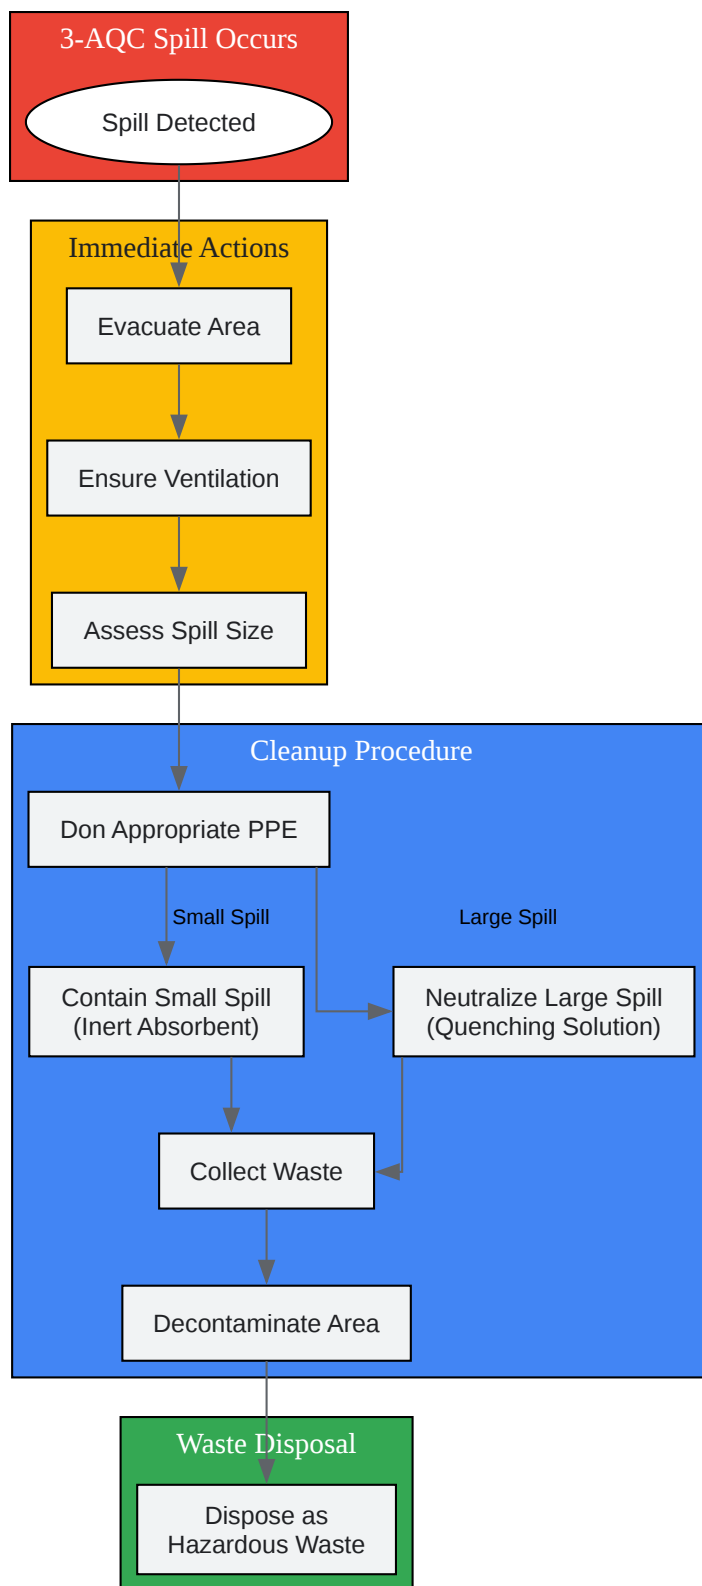 3-AQC Spill Occurs
Spill Detected
Immediate Actions
Evacuate Area
Ensure Ventilation
Assess Spill Size
Cleanup Procedure
Don Appropriate PPE
Small Spill
Large Spill
Contain Small Spill
(Inert Absorbent)
Neutralize Large Spill
(Quenching Solution)
Collect Waste
Decontaminate Area
Waste Disposal
Dispose as
Hazardous Waste